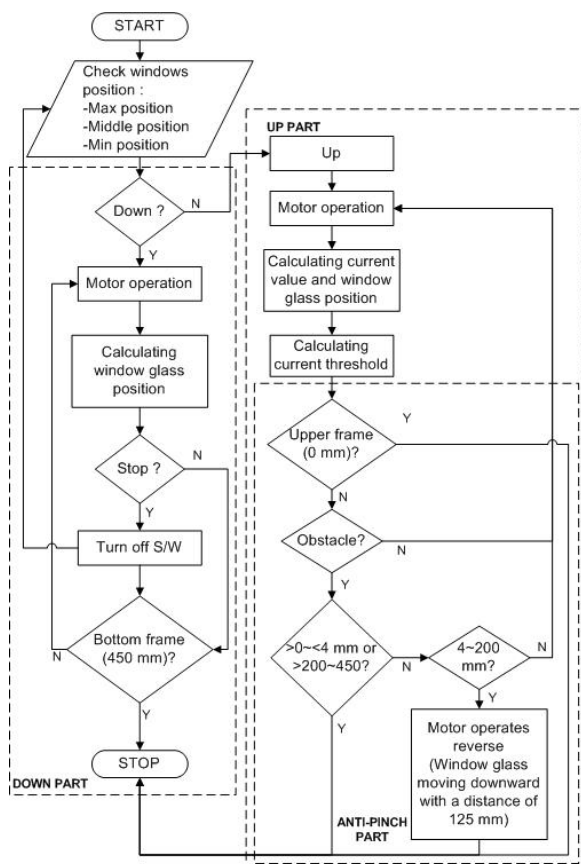 START
Check windows
position :
-Max position
-Middle position
-Min position
Down ?
N
Y
Motor operation
Calculating
window glass
position
Stop ?
N
Y
Turn off S/W
Bottom frame
(450 mm)?
N
Y
STOP
DOWN PART
UP PART
Up
Motor operation
Calculating current
value and window
glass position
Calculating
current threshold
Upper frame
(0 mm)?
Y
N
Obstacle?
N
Y
>0~<4 mm or
>200~450?
N
Y
4~200
mm?
N
Y
Motor operates
reverse
(Window glass
moving downward
with a distance of
125 mm)
ANTI-PINCH
PART